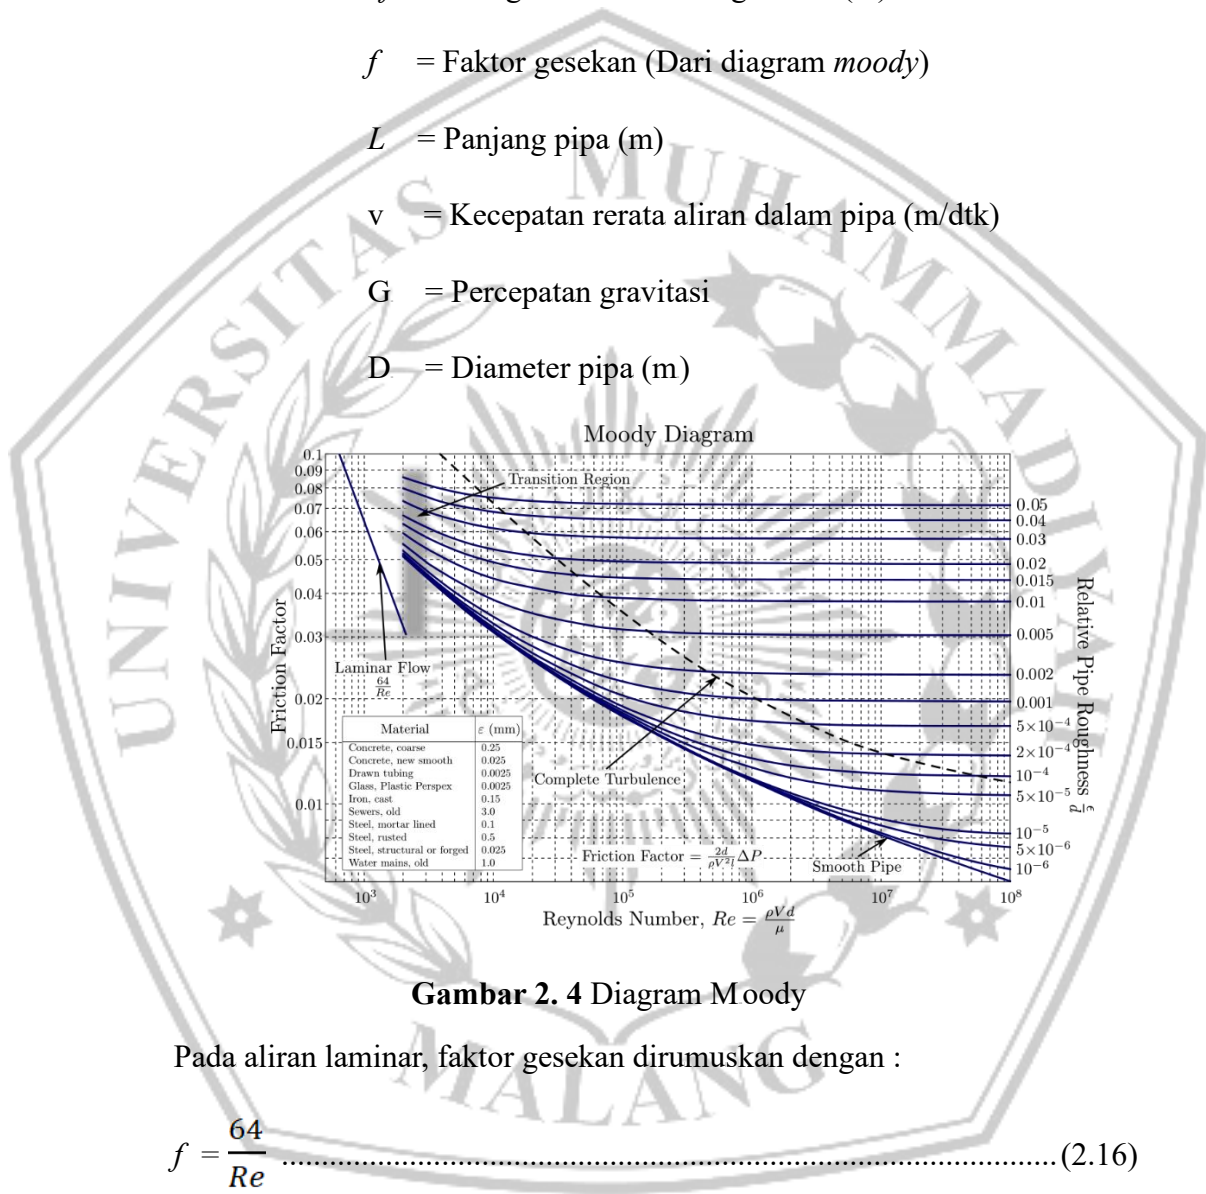 f = Faktor gesekan (Dari diagram moody)
L = Panjang pipa (m)
v = Kecepatan rerata aliran dalam pipa (m/dtk)
G = Percepatan gravitasi
D = Diameter pipa (m)
Moody Diagram
Transition Region
Laminar Flow
64/Re
Complete Turbulence
Smooth Pipe
Friction Factor = 2d/ρV²l ΔP
Friction Factor
0.1
0.09
0.08
0.07
0.06
0.05
0.04
0.03
0.02
0.015
0.01
Material ε (mm)
Concrete, coarse 0.25
Concrete, new smooth 0.025
Drawn tubing 0.0025
Glass, Plastic Perspex 0.0025
Iron, cast 0.15
Sewers, old 3.0
Steel, mortar lined 0.1
Steel, rusted 0.5
Steel, structural or forged 0.025
Water mains, old 1.0
0.05
0.04
0.03
0.02
0.015
0.01
0.005
0.002
0.001
5×10⁻⁴
2×10⁻⁴
10⁻⁴
5×10⁻⁵
10⁻⁵
5×10⁻⁶
10⁻⁶
Relative Pipe Roughness ε/d
10³ 10⁴ 10⁵ 10⁶ 10⁷ 10⁸
Reynolds Number, Re = ρVd/μ
Gambar 2. 4 Diagram Moody
Pada aliran laminar, faktor gesekan dirumuskan dengan :
f = 64/Re ............................................................(2.16)
UNIVERSITAS MUHAMMADIYAH
MALANG